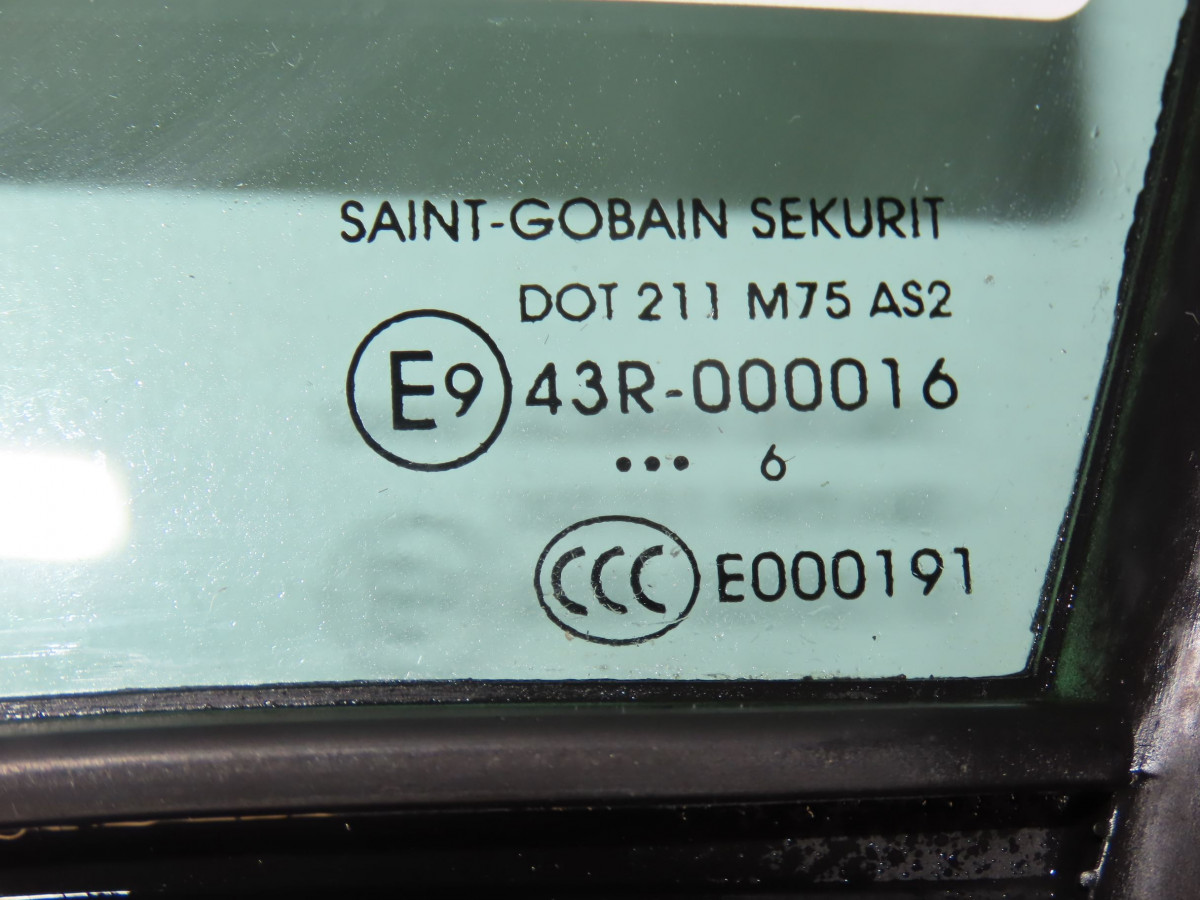 SAINT-GOBAIN SEKURIT
DOT 211 M75 AS2
E9 43R-000016
••• 6
CCC E000191